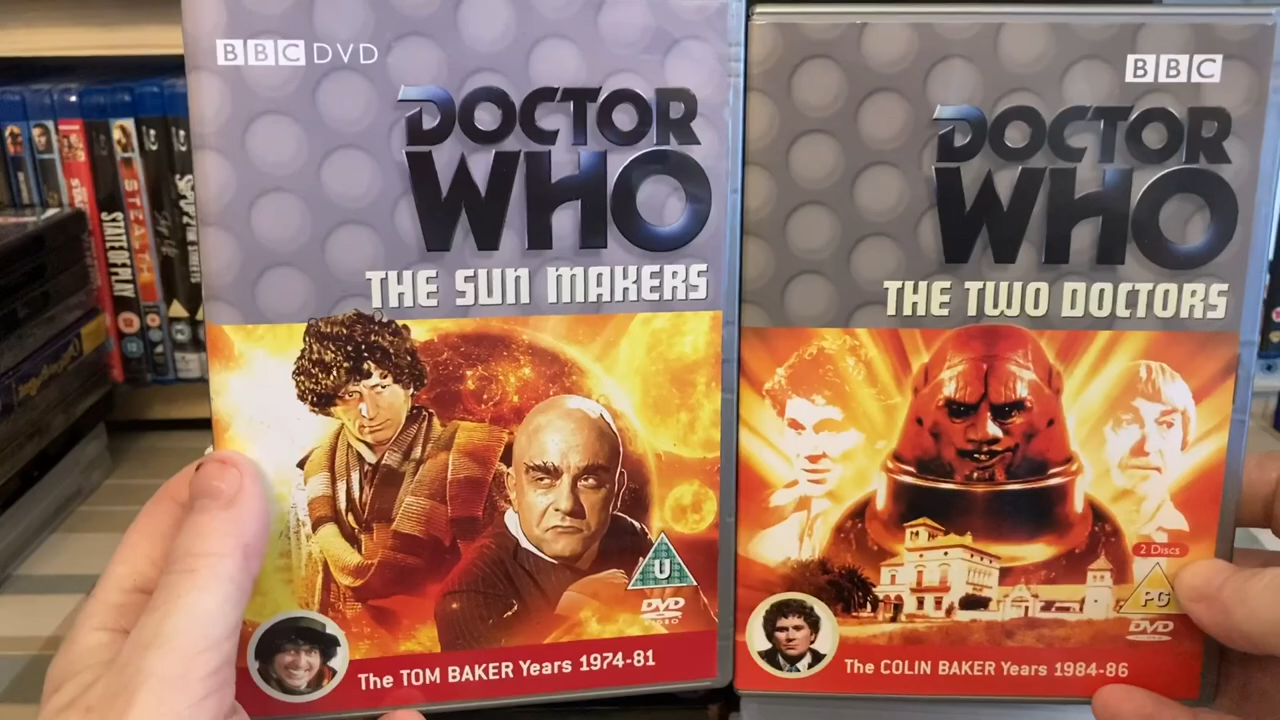 BBC DVD
DOCTOR
WHO
THE SUN MAKERS
U
DVD
VIDEO
The TOM BAKER Years 1974-81
BBC
DOCTOR
WHO
THE TWO DOCTORS
2 Discs
PG
DVD
The COLIN BAKER Years 1984-86
STATE OF PLAY
STEALTH